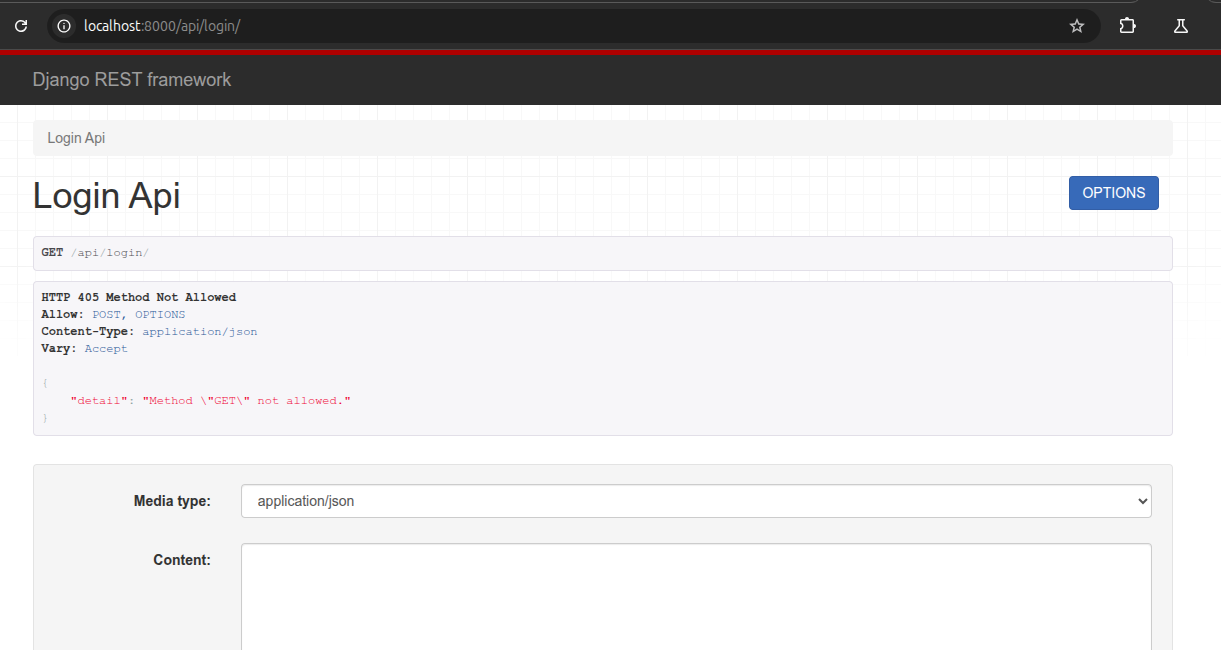 localhost:8000/api/login/
Django REST framework
Login Api
Login Api
OPTIONS
GET /api/login/
HTTP 405 Method Not Allowed
Allow: POST, OPTIONS
Content-Type: application/json
Vary: Accept
{
"detail": "Method \"GET\" not allowed."
}
Media type:
application/json
Content: